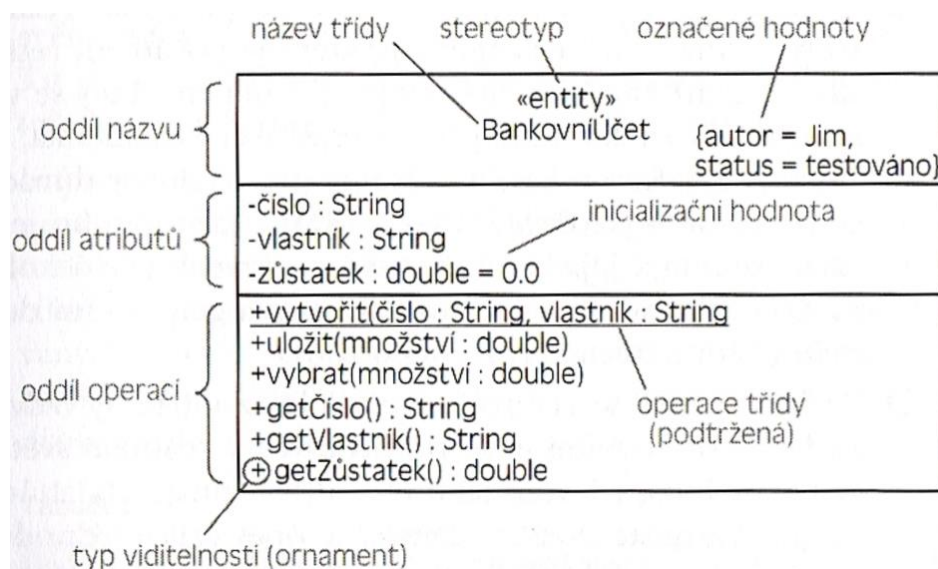 název třídy stereotyp označené hodnoty
«entity»
oddíl názvu BankovníÚčet {autor = Jim,
status = testováno}
-číslo : String
oddíl atributů -vlastník : String inicializační hodnota
-zůstatek : double = 0.0
+vytvořit(číslo : String, vlastník : String
+uložit(množství : double)
oddíl operací +vybrat(množství : double)
+getČíslo() : String operace třídy
+getVlastník() : String (podtržená)
+getZůstatek() : double
typ viditelnosti (ornament)